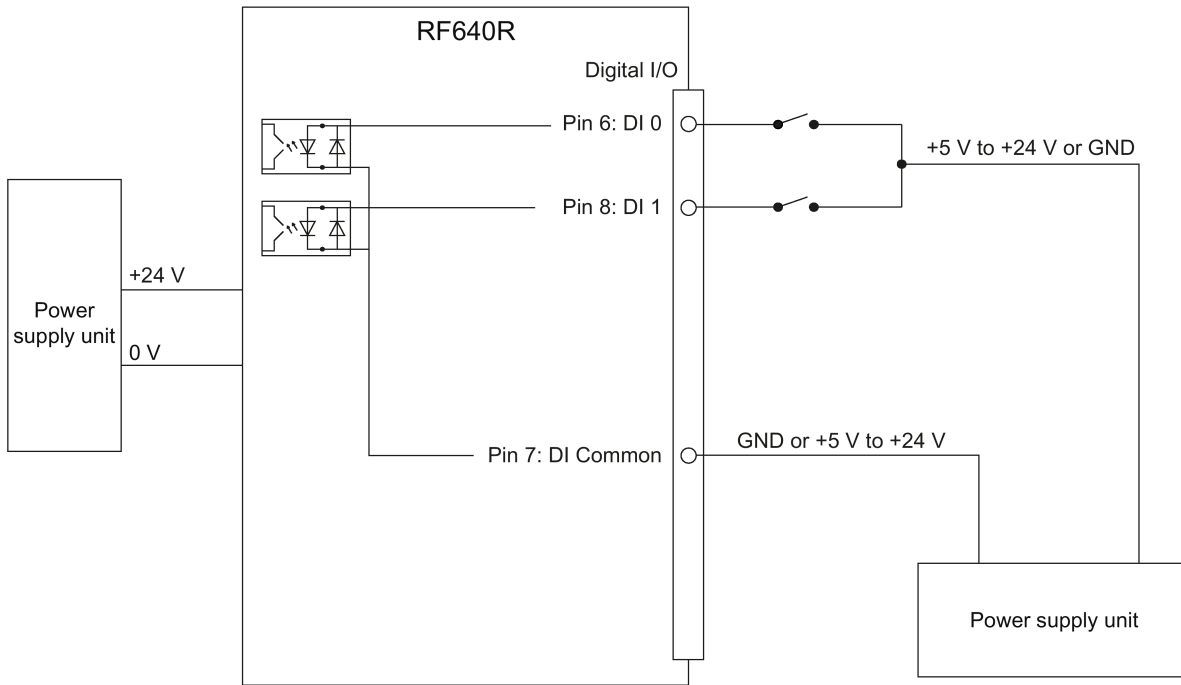 RF640R
Digital I/O
Pin 6: DI 0
+5 V to +24 V or GND
Pin 8: DI 1
+24 V
Power
supply unit
0 V
GND or +5 V to +24 V
Pin 7: DI Common
Power supply unit